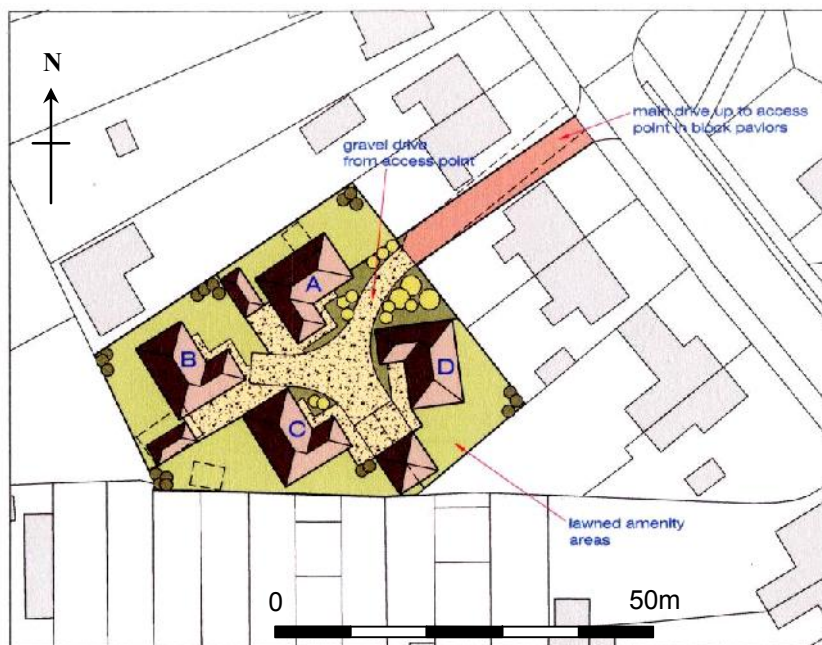 N
main drive up to access
point in block paviors
gravel drive
from access point
A
B
D
C
lawned amenity
areas
0
50m